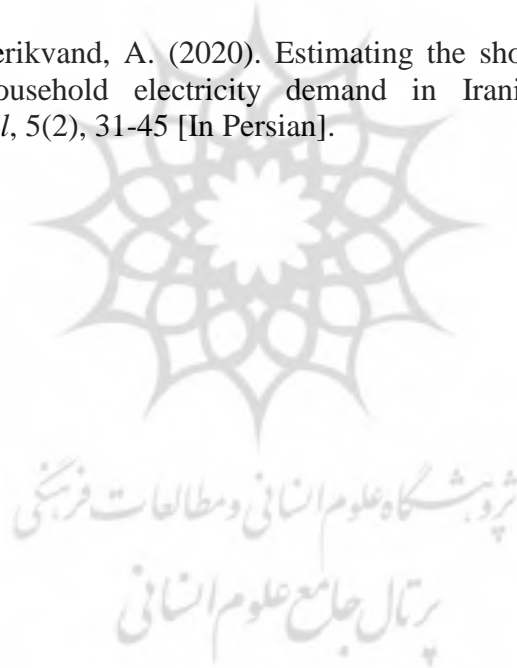 erikvand, A. (2020). Estimating the sho
ousehold electricity demand in Irani
l, 5(2), 31-45 [In Persian].
پژوهشگاه علوم انسانی و مطالعات فرهنگی
پرتال جامع علوم انسانی